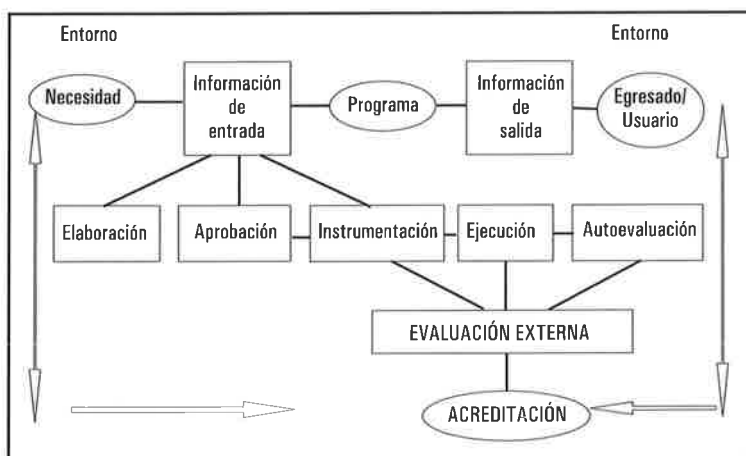 Entorno
Entorno
Necesidad
Información
de
entrada
Programa
Información
de
salida
Egresado/
Usuario
Elaboración
Aprobación
Instrumentación
Ejecución
Autoevaluación
EVALUACIÓN EXTERNA
ACREDITACIÓN